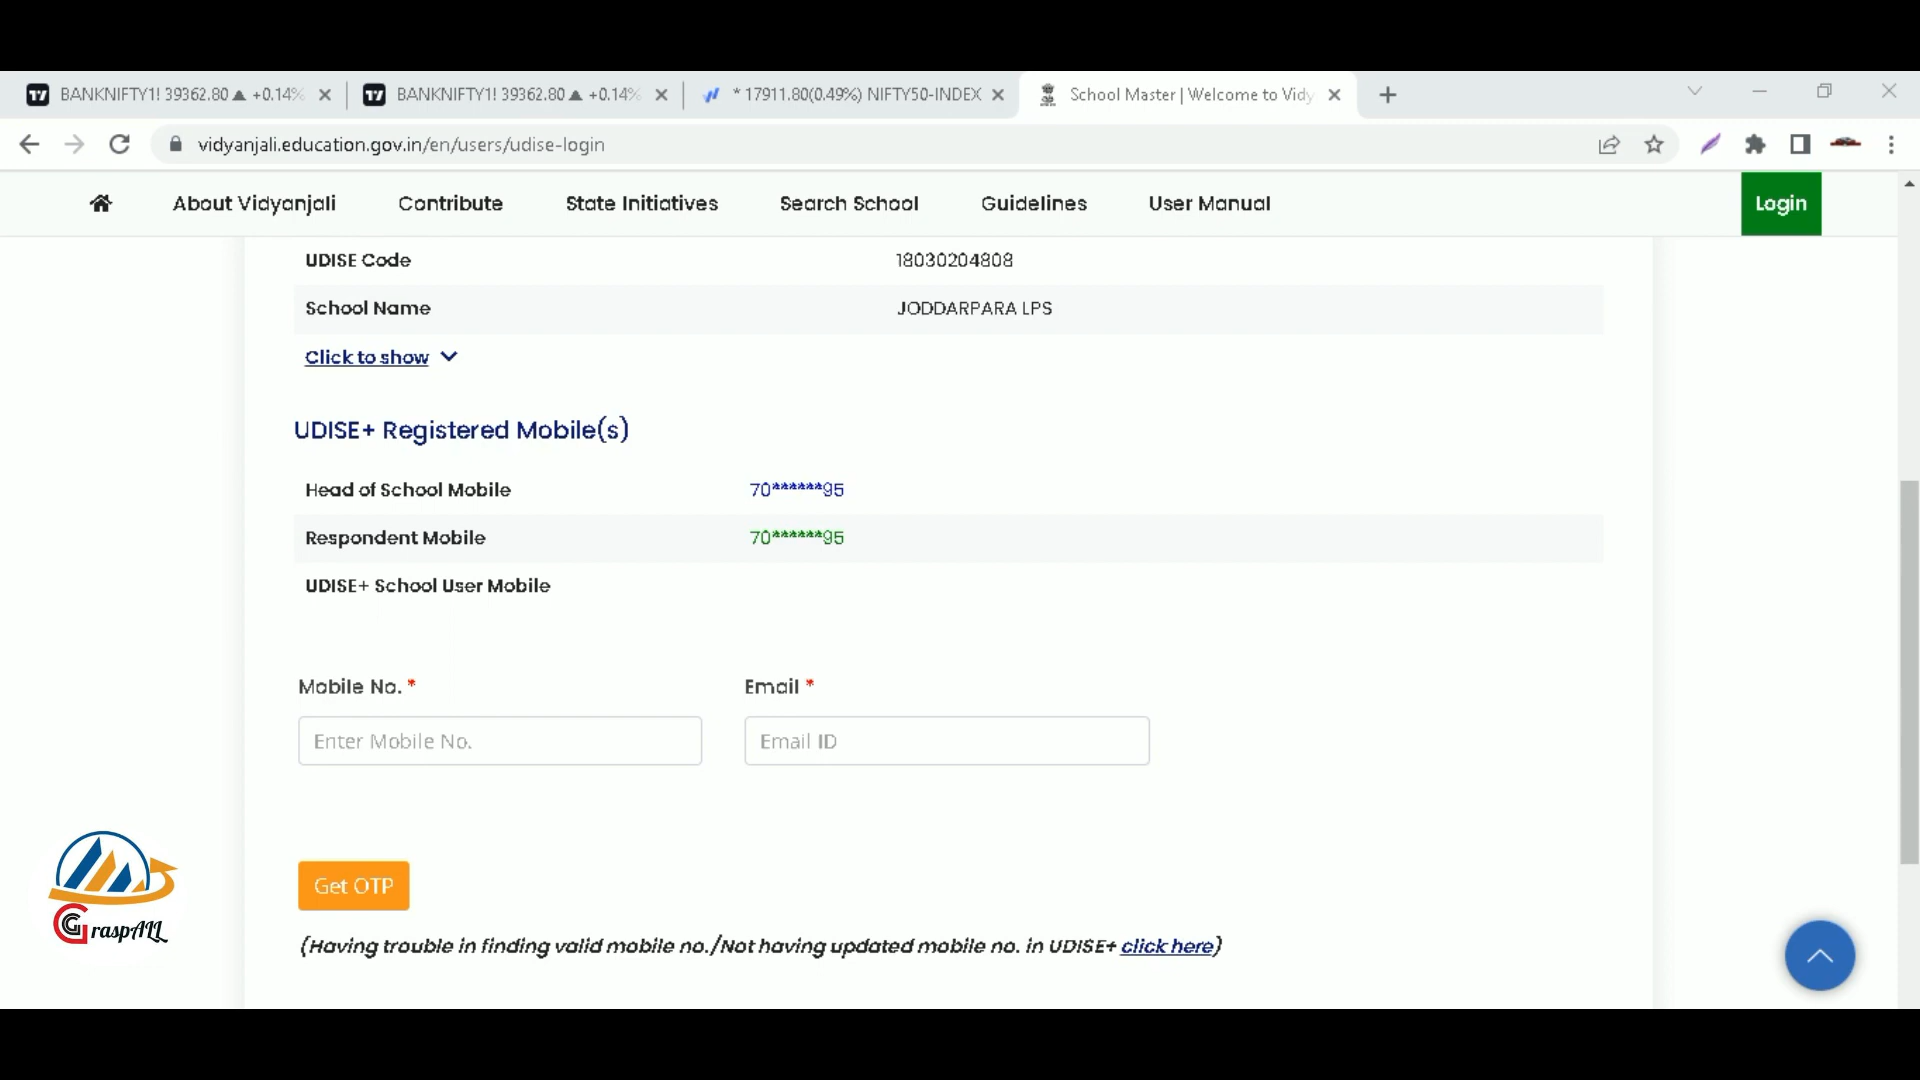 BANKNIFTY1! 39362.80 ▲ +0.14%
BANKNIFTY1! 39362.80 ▲ +0.14%
* 17911.80(0.49%) NIFTY50-INDEX
School Master | Welcome to Vidy
vidyanjali.education.gov.in/en/users/udise-login
About Vidyanjali
Contribute
State Initiatives
Search School
Guidelines
User Manual
Login
UDISE Code 18030204808
School Name JODDARPARA LPS
Click to show
UDISE+ Registered Mobile(s)
Head of School Mobile 70******95
Respondent Mobile 70******95
UDISE+ School User Mobile
Mobile No. * Email *
Enter Mobile No. Email ID
Get OTP
(Having trouble in finding valid mobile no./Not having updated mobile no. in UDISE+ click here)
GraspALL